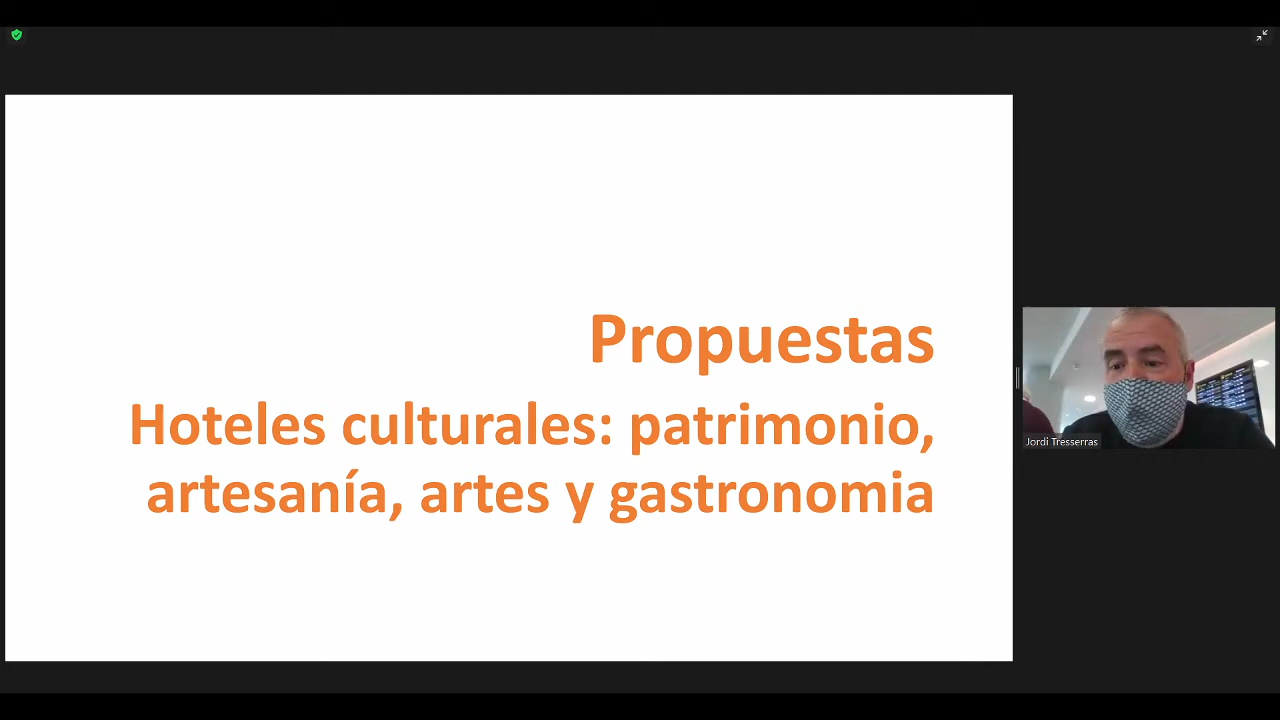 Propuestas
Hoteles culturales: patrimonio,
artesanía, artes y gastronomia
Jordi Tresserras